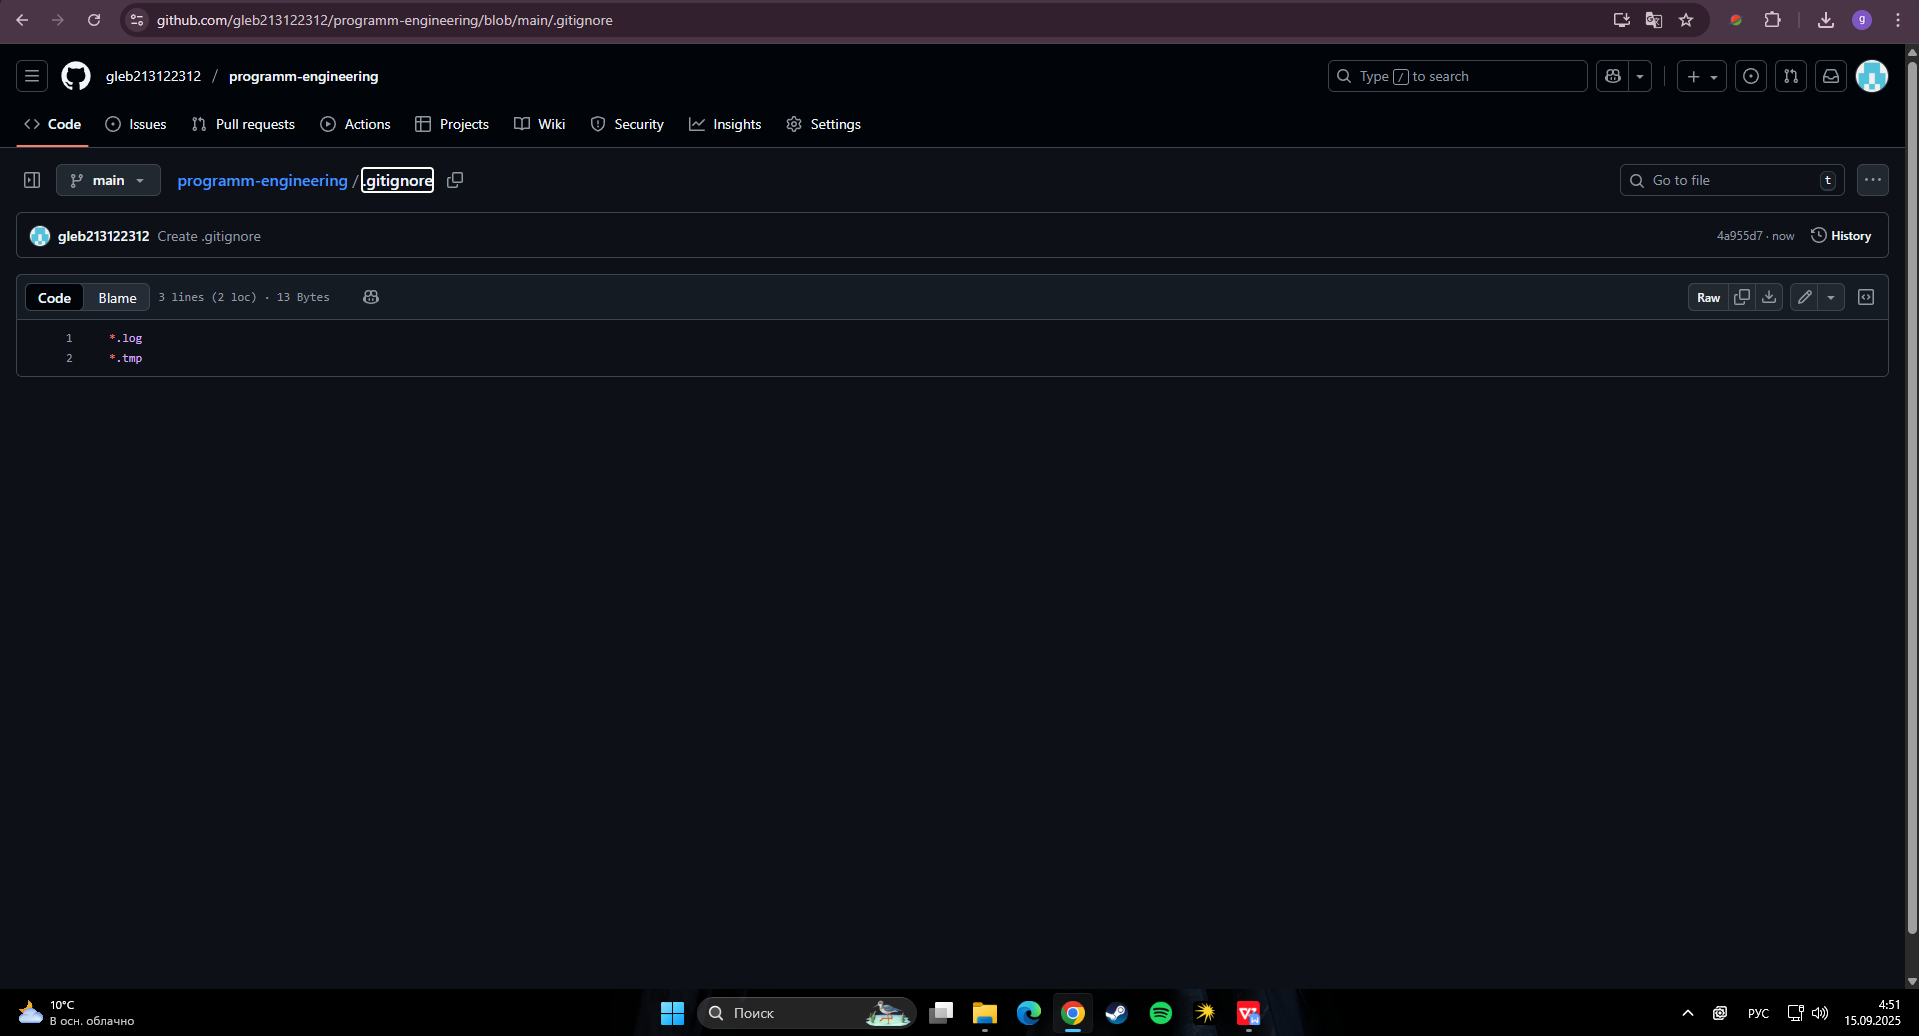 github.com/gleb213122312/programm-engineering/blob/main/.gitignore
g
gleb213122312 / programm-engineering
Type / to search
Code Issues Pull requests Actions Projects Wiki Security Insights Settings
main programm-engineering / .gitignore
Go to file t
gleb213122312 Create .gitignore
4a955d7 · now History
Code Blame 3 lines (2 loc) · 13 Bytes
Raw
1 *.log
2 *.tmp
10°C
В осн. облачно
Поиск
РУС
4:51
15.09.2025